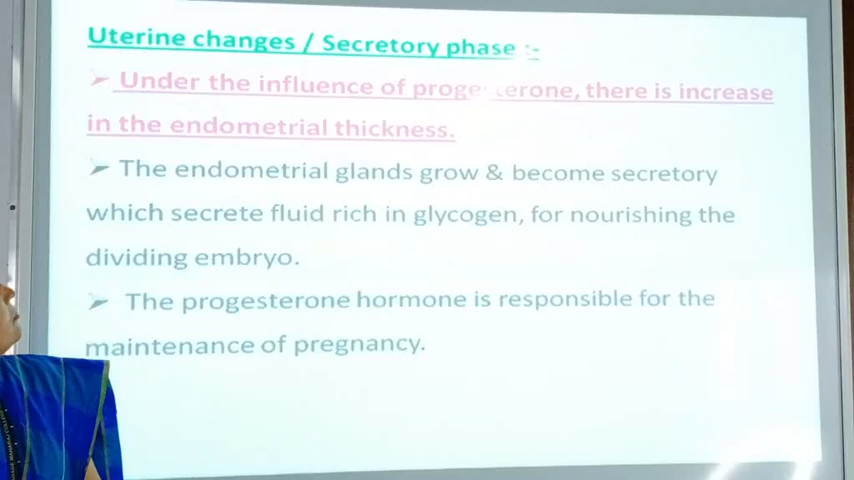 Uterine changes / Secretory phase :-
➢ Under the influence of progesterone, there is increase
in the endometrial thickness.
➢ The endometrial glands grow & become secretory
which secrete fluid rich in glycogen, for nourishing the
dividing embryo.
➢ The progesterone hormone is responsible for the
maintenance of pregnancy.